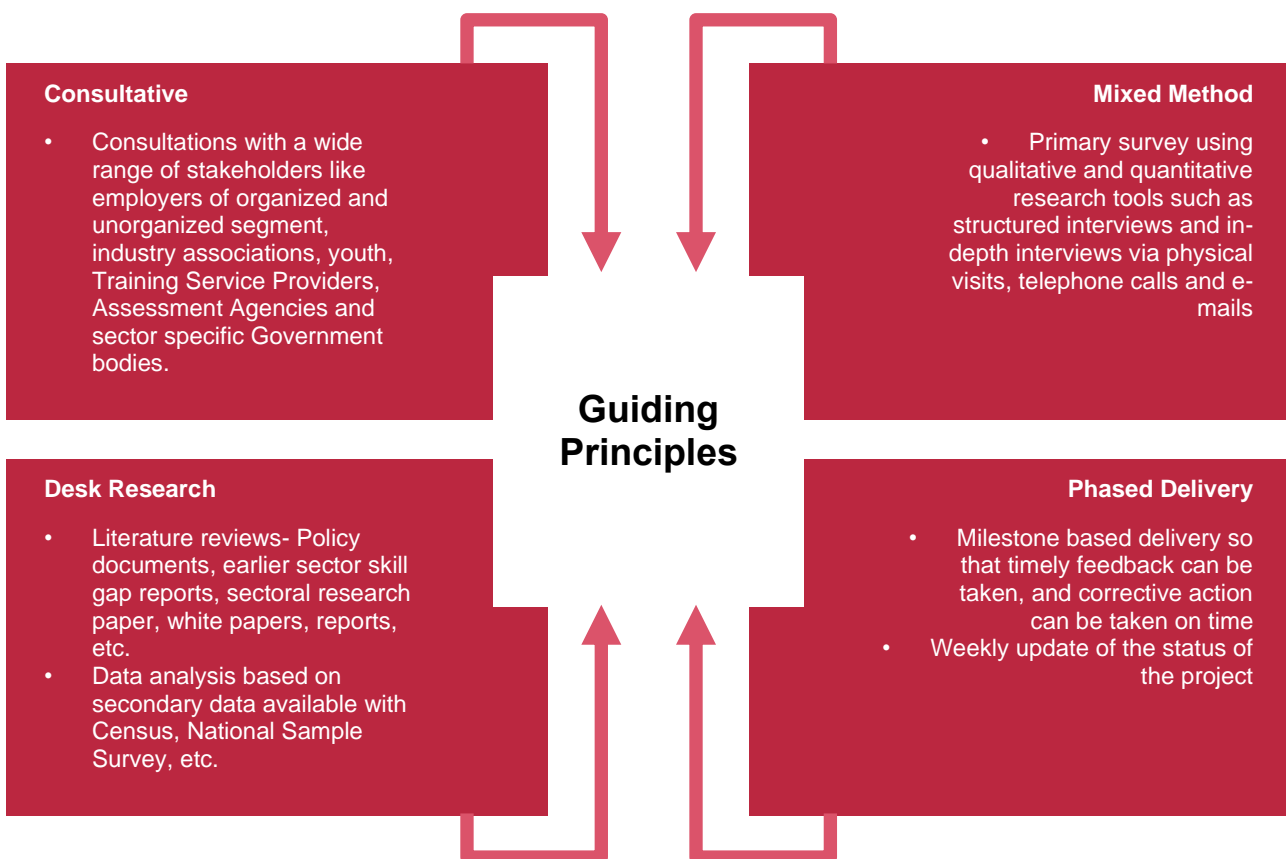 Consultative
• Consultations with a wide
range of stakeholders like
employers of organized and
unorganized segment,
industry associations, youth,
Training Service Providers,
Assessment Agencies and
sector specific Government
bodies.
Mixed Method
• Primary survey using
qualitative and quantitative
research tools such as
structured interviews and in-
depth interviews via physical
visits, telephone calls and e-
mails
Guiding
Principles
Desk Research
• Literature reviews- Policy
documents, earlier sector skill
gap reports, sectoral research
paper, white papers, reports,
etc.
• Data analysis based on
secondary data available with
Census, National Sample
Survey, etc.
Phased Delivery
• Milestone based delivery so
that timely feedback can be
taken, and corrective action
can be taken on time
• Weekly update of the status of
the project